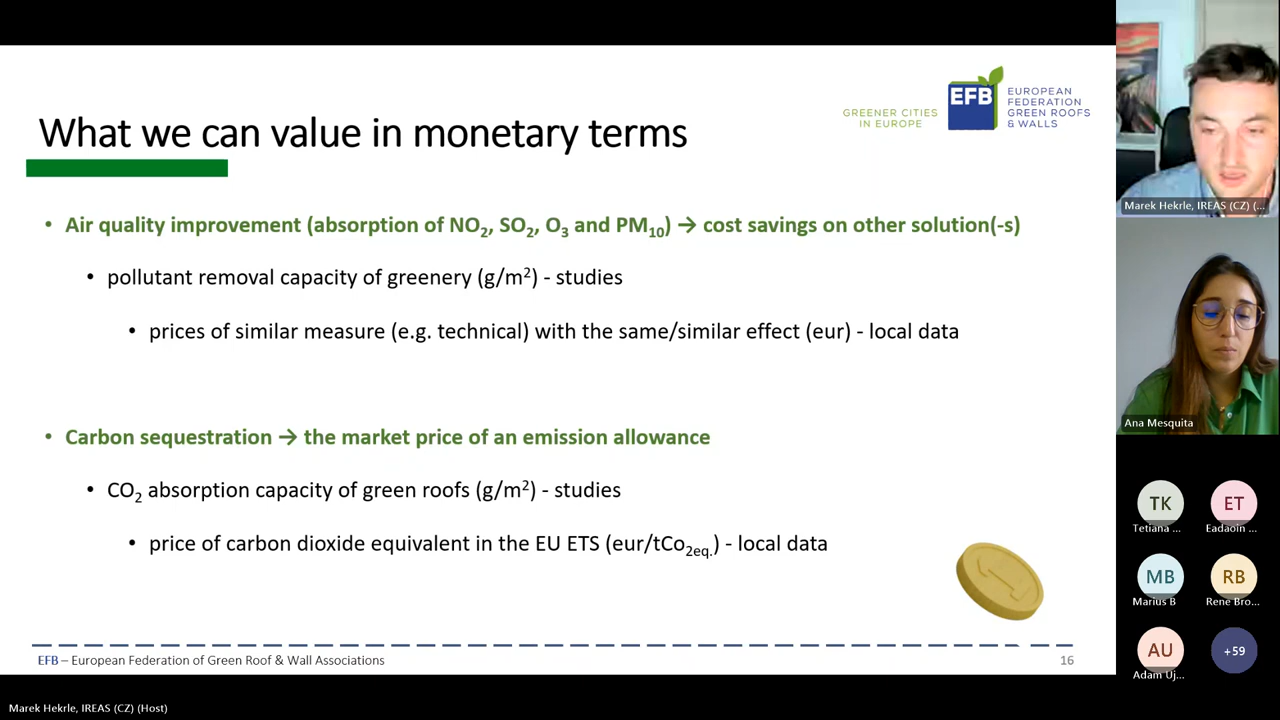 What we can value in monetary terms
GREENER CITIES
IN EUROPE
EFB
EUROPEAN
FEDERATION
GREEN ROOFS
& WALLS
• Air quality improvement (absorption of NO₂, SO₂, O₃ and PM₁₀) → cost savings on other solution(-s)
• pollutant removal capacity of greenery (g/m²) - studies
• prices of similar measure (e.g. technical) with the same/similar effect (eur) - local data
• Carbon sequestration → the market price of an emission allowance
• CO₂ absorption capacity of green roofs (g/m²) - studies
• price of carbon dioxide equivalent in the EU ETS (eur/tCo₂eq.) - local data
1
EFB – European Federation of Green Roof & Wall Associations
16
Marek Hekrle, IREAS (CZ) (...
Ana Mesquita
TK
Tetiana ...
ET
Eadaoin ...
MB
Marius B
RB
Rene Bro...
AU
Adam Uj...
+59
Marek Hekrle, IREAS (CZ) (Host)